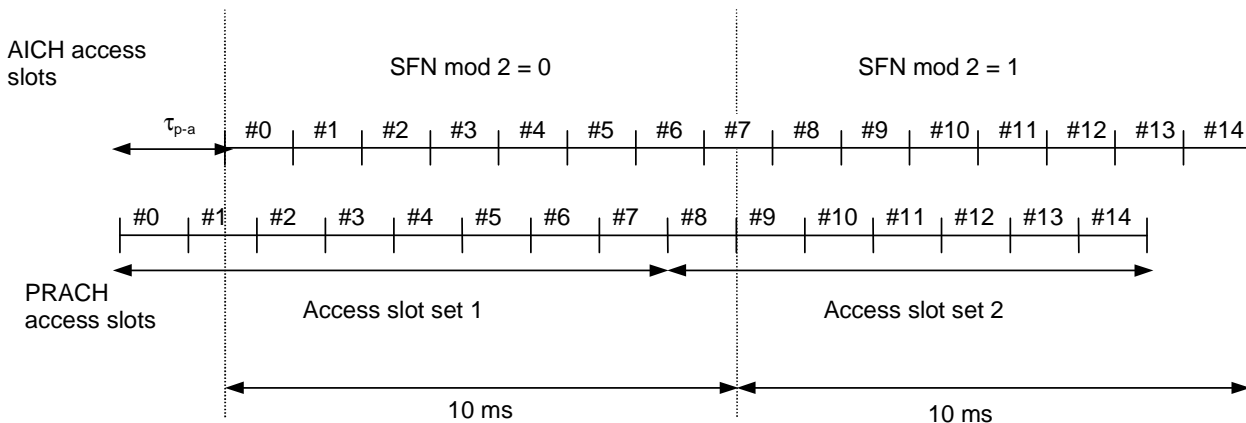 AICH access
slots
SFN mod 2 = 0
SFN mod 2 = 1
τp-a
#0 #1 #2 #3 #4 #5 #6 #7 #8 #9 #10 #11 #12 #13 #14
#0 #1 #2 #3 #4 #5 #6 #7 #8 #9 #10 #11 #12 #13 #14
PRACH
access slots
Access slot set 1
Access slot set 2
10 ms
10 ms